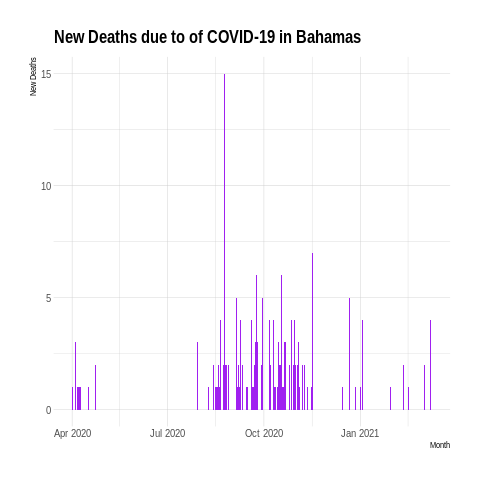 New Deaths due to of COVID-19 in Bahamas
New Deaths
15
10
5
0
Apr 2020 Jul 2020 Oct 2020 Jan 2021
Month